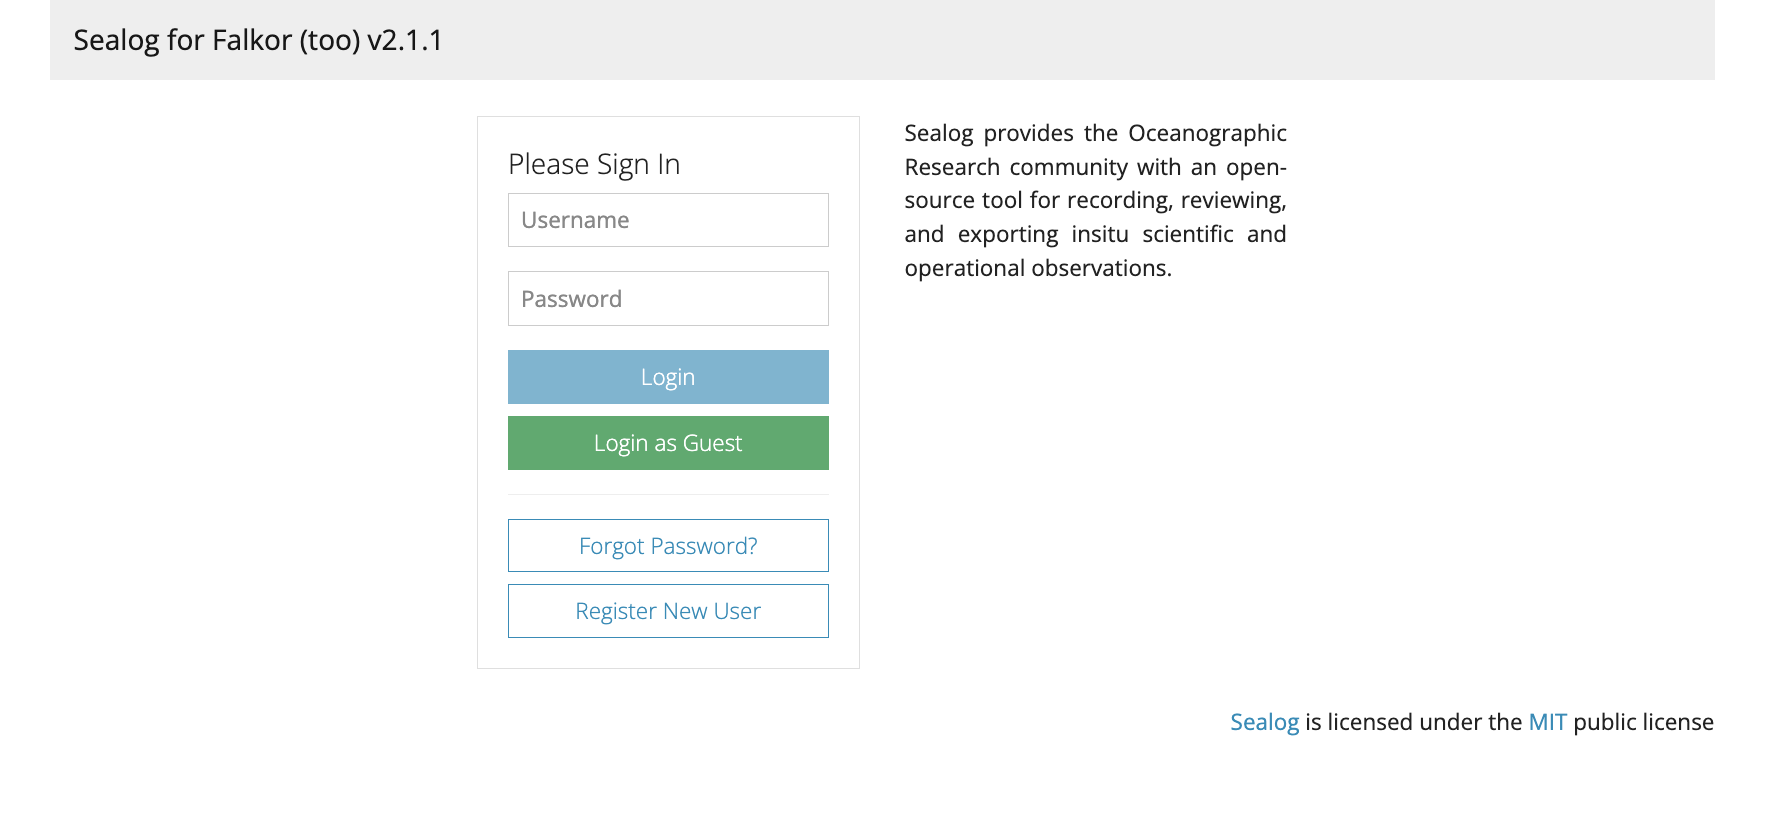 Sealog for Falkor (too) v2.1.1
Please Sign In
Username
Password
Login
Login as Guest
Forgot Password?
Register New User
Sealog provides the Oceanographic
Research community with an open-
source tool for recording, reviewing,
and exporting insitu scientific and
operational observations.
Sealog is licensed under the MIT public license